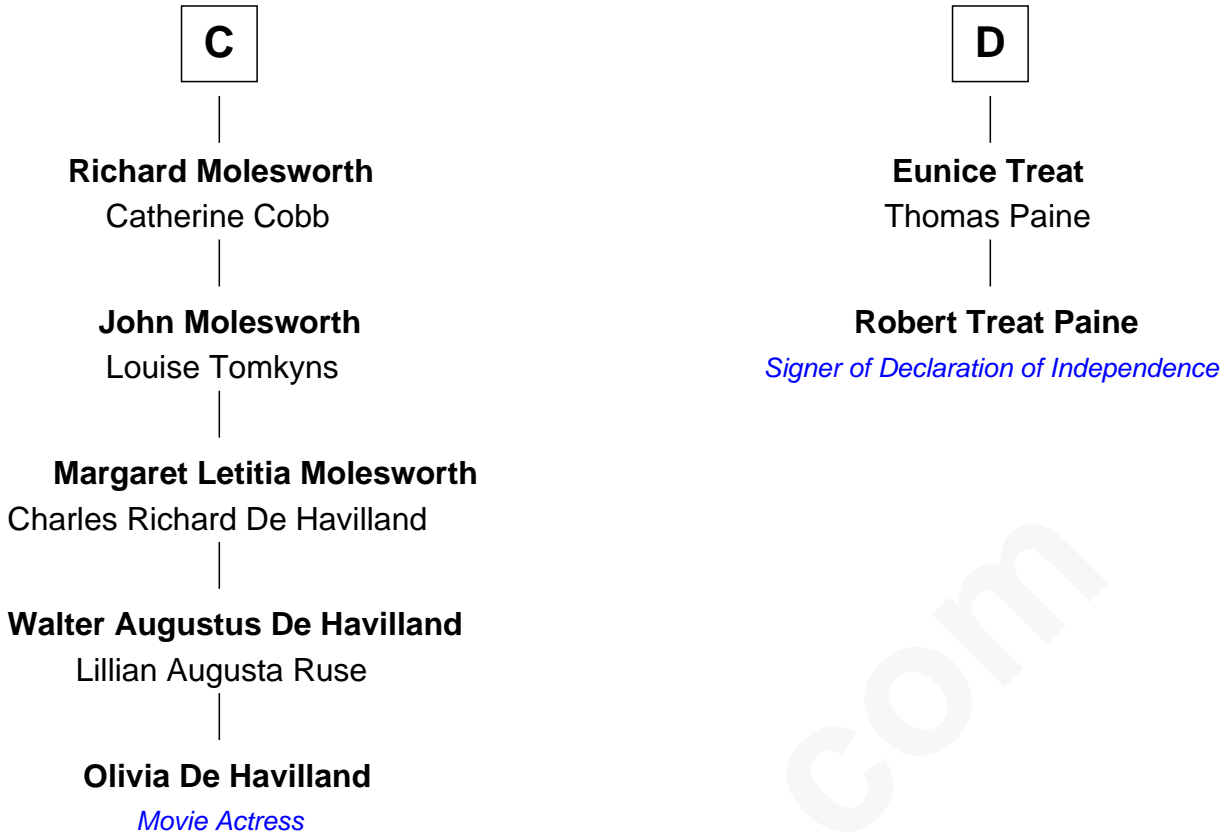 C
Richard Molesworth
Catherine Cobb
John Molesworth
Louise Tomkyns
Margaret Letitia Molesworth
Charles Richard De Havilland
Walter Augustus De Havilland
Lillian Augusta Ruse
Olivia De Havilland
Movie Actress
D
Eunice Treat
Thomas Paine
Robert Treat Paine
Signer of Declaration of Independence
com